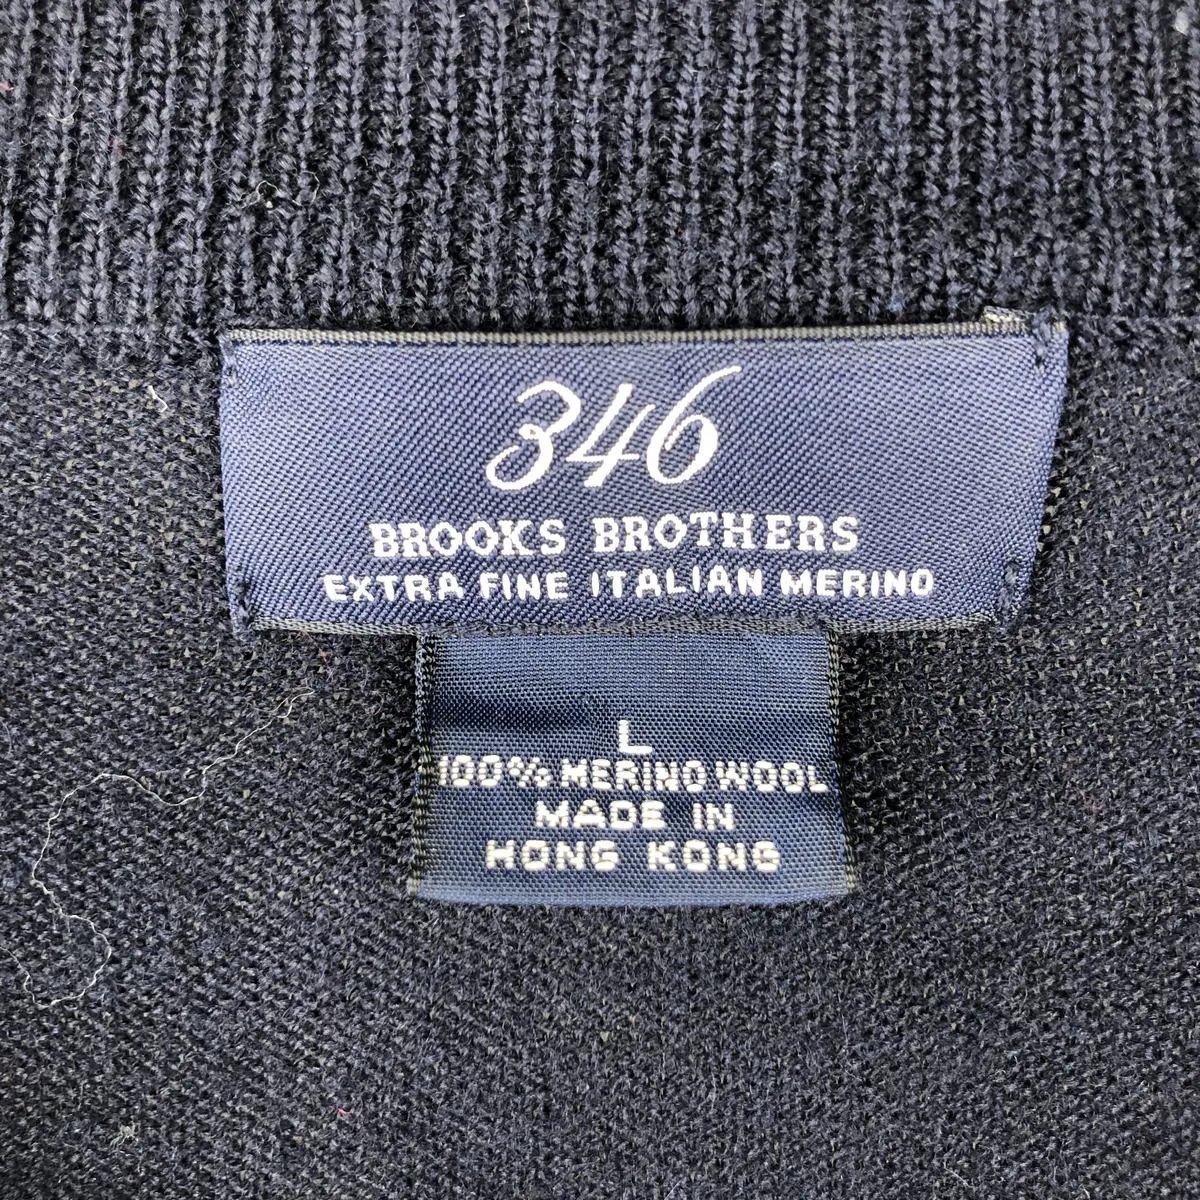 346
BROOKS BROTHERS
EXTRA FINE ITALIAN MERINO
L
100% MERINO WOOL
MADE IN
HONG KONG